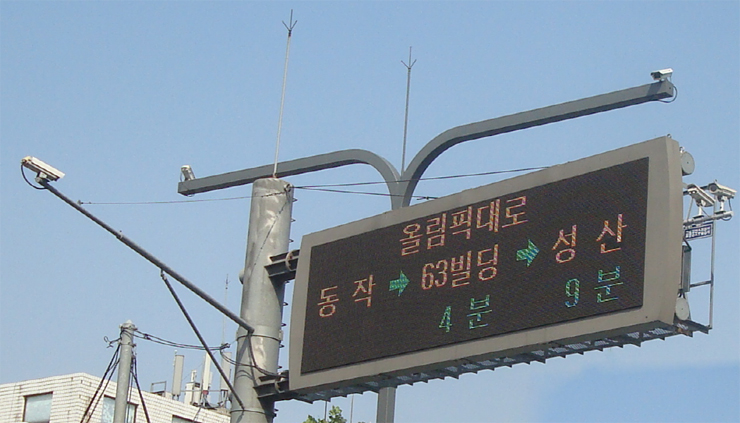 올림픽대로
동작 ➡ 63빌딩 ➡ 성산
4분 9분